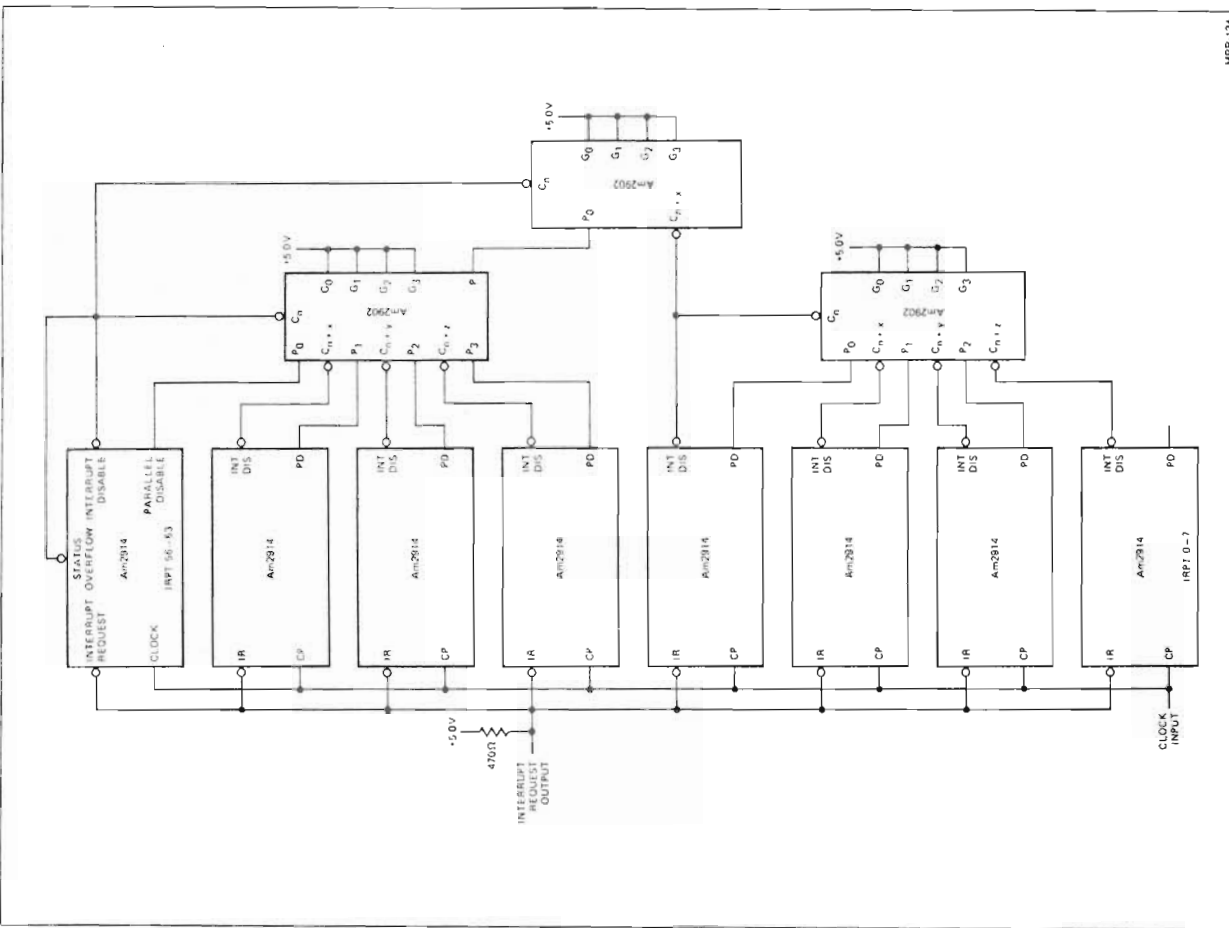 STATUS
INTERRUPT OVERFLOW INTERRUPT
REQUEST
DISABLE
Am2914
PARALLEL
DISABLE
CLOCK
IRPT 56-63
INT
DIS
Am2914
PD
IR
CP
INT
DIS
Am2914
PD
IR
CP
INT
DIS
Am2914
PD
IR
CP
INT
DIS
Am2914
PD
IR
CP
INT
DIS
Am2914
PD
IR
CP
INT
DIS
Am2914
PD
IR
CP
INT
DIS
Am2914
PD
IR
CP
IRPT 0-7
+5.0V
G0
G1
G2
G3
P
Cn
Am2902
P0
Cn+x
P1
Cn+y
P2
Cn+z
P3
+5.0V
G0
G1
G2
G3
Cn
Am2902
P0
Cn+x
+5.0V
G0
G1
G2
G3
Cn
Am2902
P0
Cn+x
P1
Cn+y
P2
Cn+z
+5.0V
470Ω
INTERRUPT
REQUEST
OUTPUT
CLOCK
INPUT